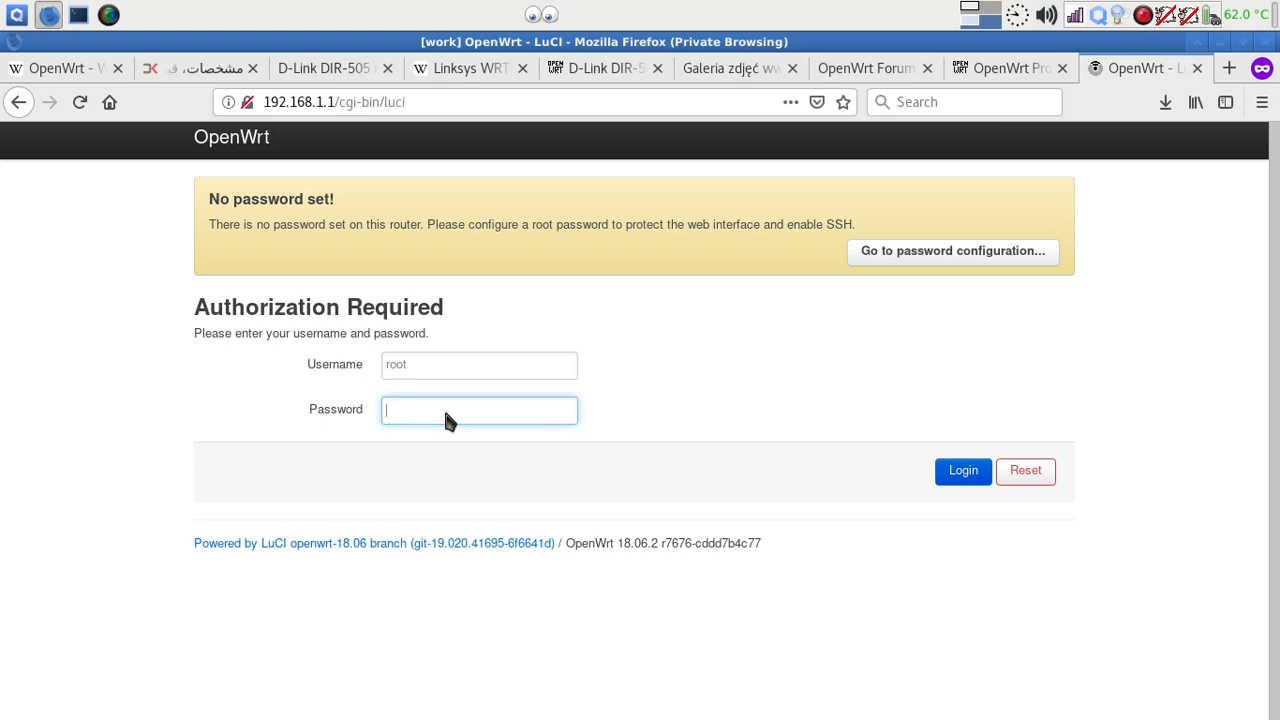 62.0 °C
[work] OpenWrt - LuCI - Mozilla Firefox (Private Browsing)
OpenWrt - W
مشخصات، قی
D-Link DIR-505
Linksys WRT
D-Link DIR-5
Galeria zdjęć ww
OpenWrt Forum
OpenWrt Pro
OpenWrt - L
192.168.1.1/cgi-bin/luci
Search
OpenWrt
No password set!
There is no password set on this router. Please configure a root password to protect the web interface and enable SSH.
Go to password configuration...
Authorization Required
Please enter your username and password.
Username
root
Password
Login
Reset
Powered by LuCI openwrt-18.06 branch (git-19.020.41695-6f6641d) / OpenWrt 18.06.2 r7676-cddd7b4c77